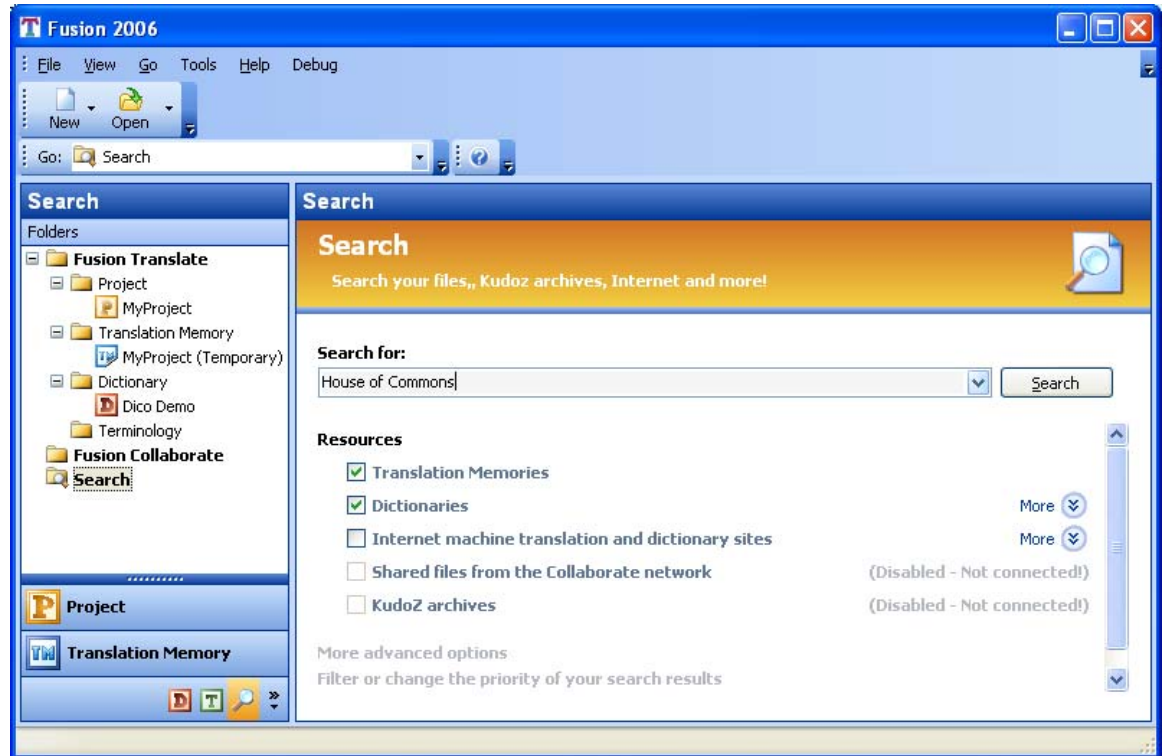 Fusion 2006
File View Go Tools Help Debug
New Open
Go: Search
Search
Folders
Fusion Translate
Project
MyProject
Translation Memory
MyProject (Temporary)
Dictionary
Dico Demo
Terminology
Fusion Collaborate
Search
Project
Translation Memory
Search
Search
Search your files,, Kudoz archives, Internet and more!
Search for:
House of Commons Search
Resources
Translation Memories
Dictionaries More
Internet machine translation and dictionary sites More
Shared files from the Collaborate network (Disabled - Not connected!)
KudoZ archives (Disabled - Not connected!)
More advanced options
Filter or change the priority of your search results